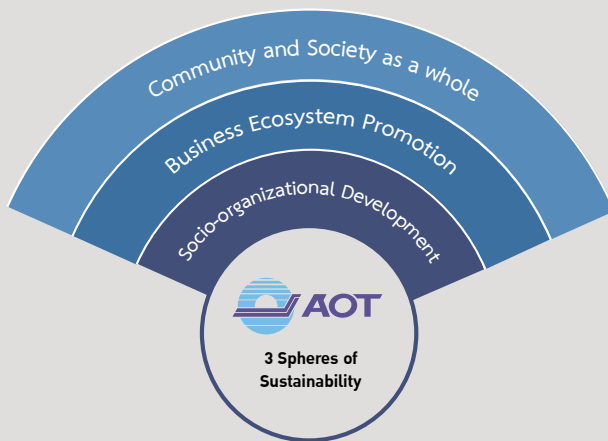 Community and Society as a whole
Business Ecosystem Promotion
Socio-organizational Development
AOT
3 Spheres of
Sustainability